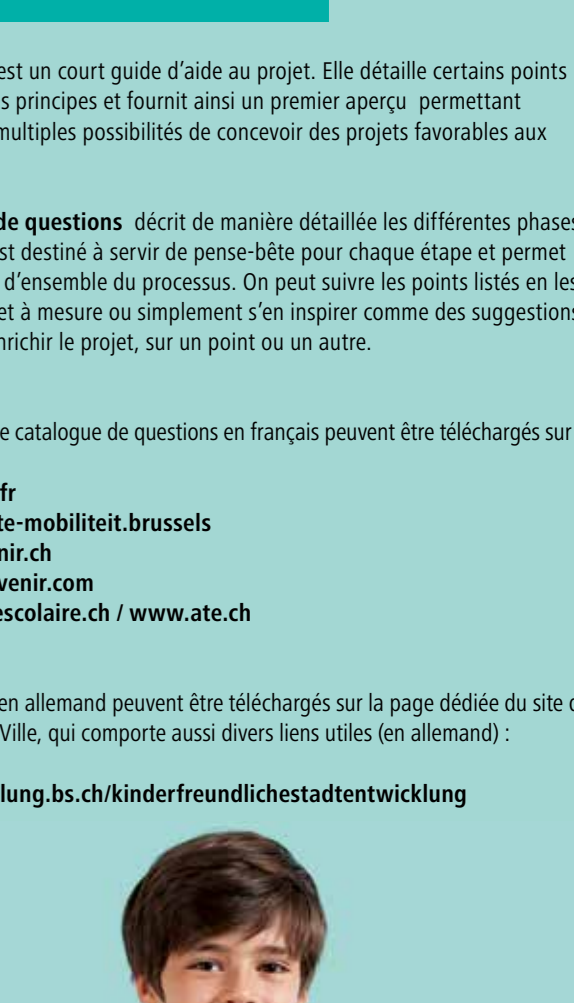 est un court guide d'aide au projet. Elle détaille certains points
s principes et fournit ainsi un premier aperçu permettant
multiples possibilités de concevoir des projets favorables aux
de questions décrit de manière détaillée les différentes phases
st destiné à servir de pense-bête pour chaque étape et permet
d'ensemble du processus. On peut suivre les points listés en les
et à mesure ou simplement s'en inspirer comme des suggestions
nrichir le projet, sur un point ou un autre.
e catalogue de questions en français peuvent être téléchargés sur
fr
te-mobiliteit.brussels
nir.ch
venir.com
escolaire.ch / www.ate.ch
en allemand peuvent être téléchargés sur la page dédiée du site
Ville, qui comporte aussi divers liens utiles (en allemand) :
lung.bs.ch/kinderfreundlichestadtentwicklung